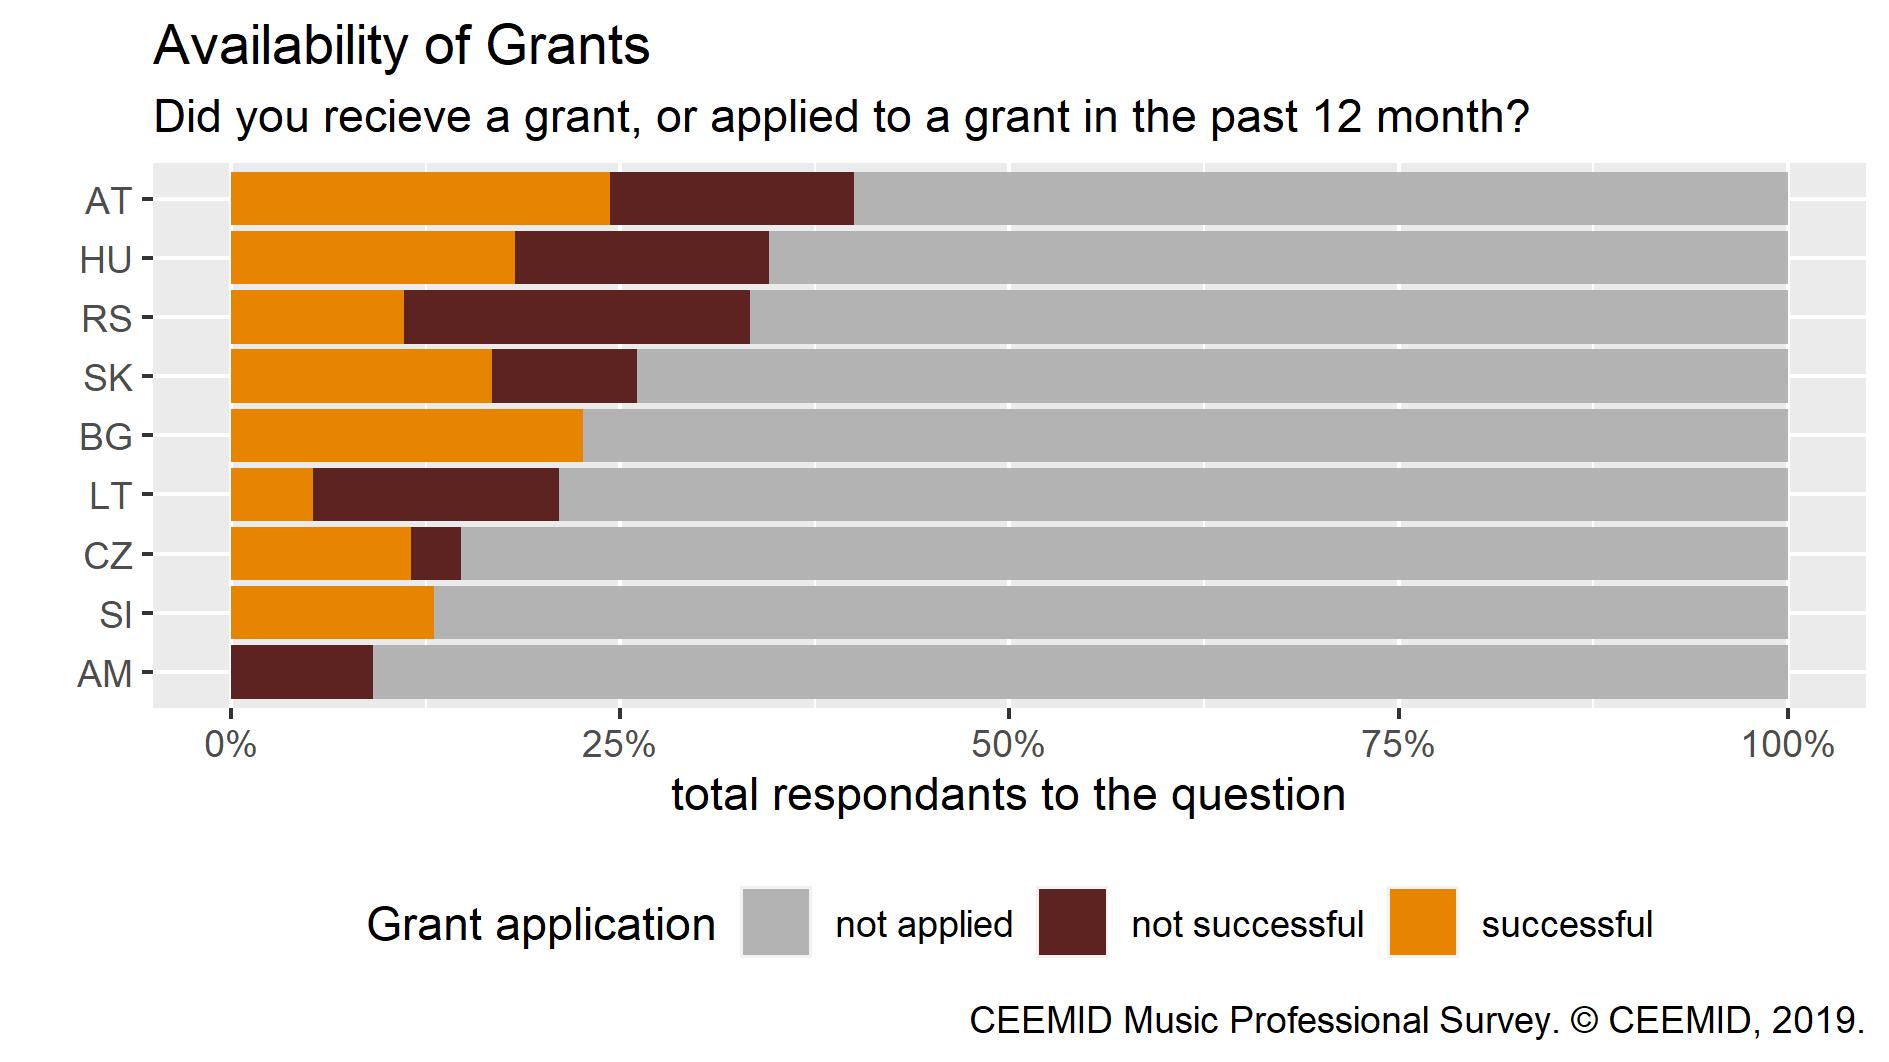 Availability of Grants
Did you recieve a grant, or applied to a grant in the past 12 month?
AT
HU
RS
SK
BG
LT
CZ
SI
AM
0% 25% 50% 75% 100%
total respondants to the question
Grant application not applied not successful successful
CEEMID Music Professional Survey. © CEEMID, 2019.